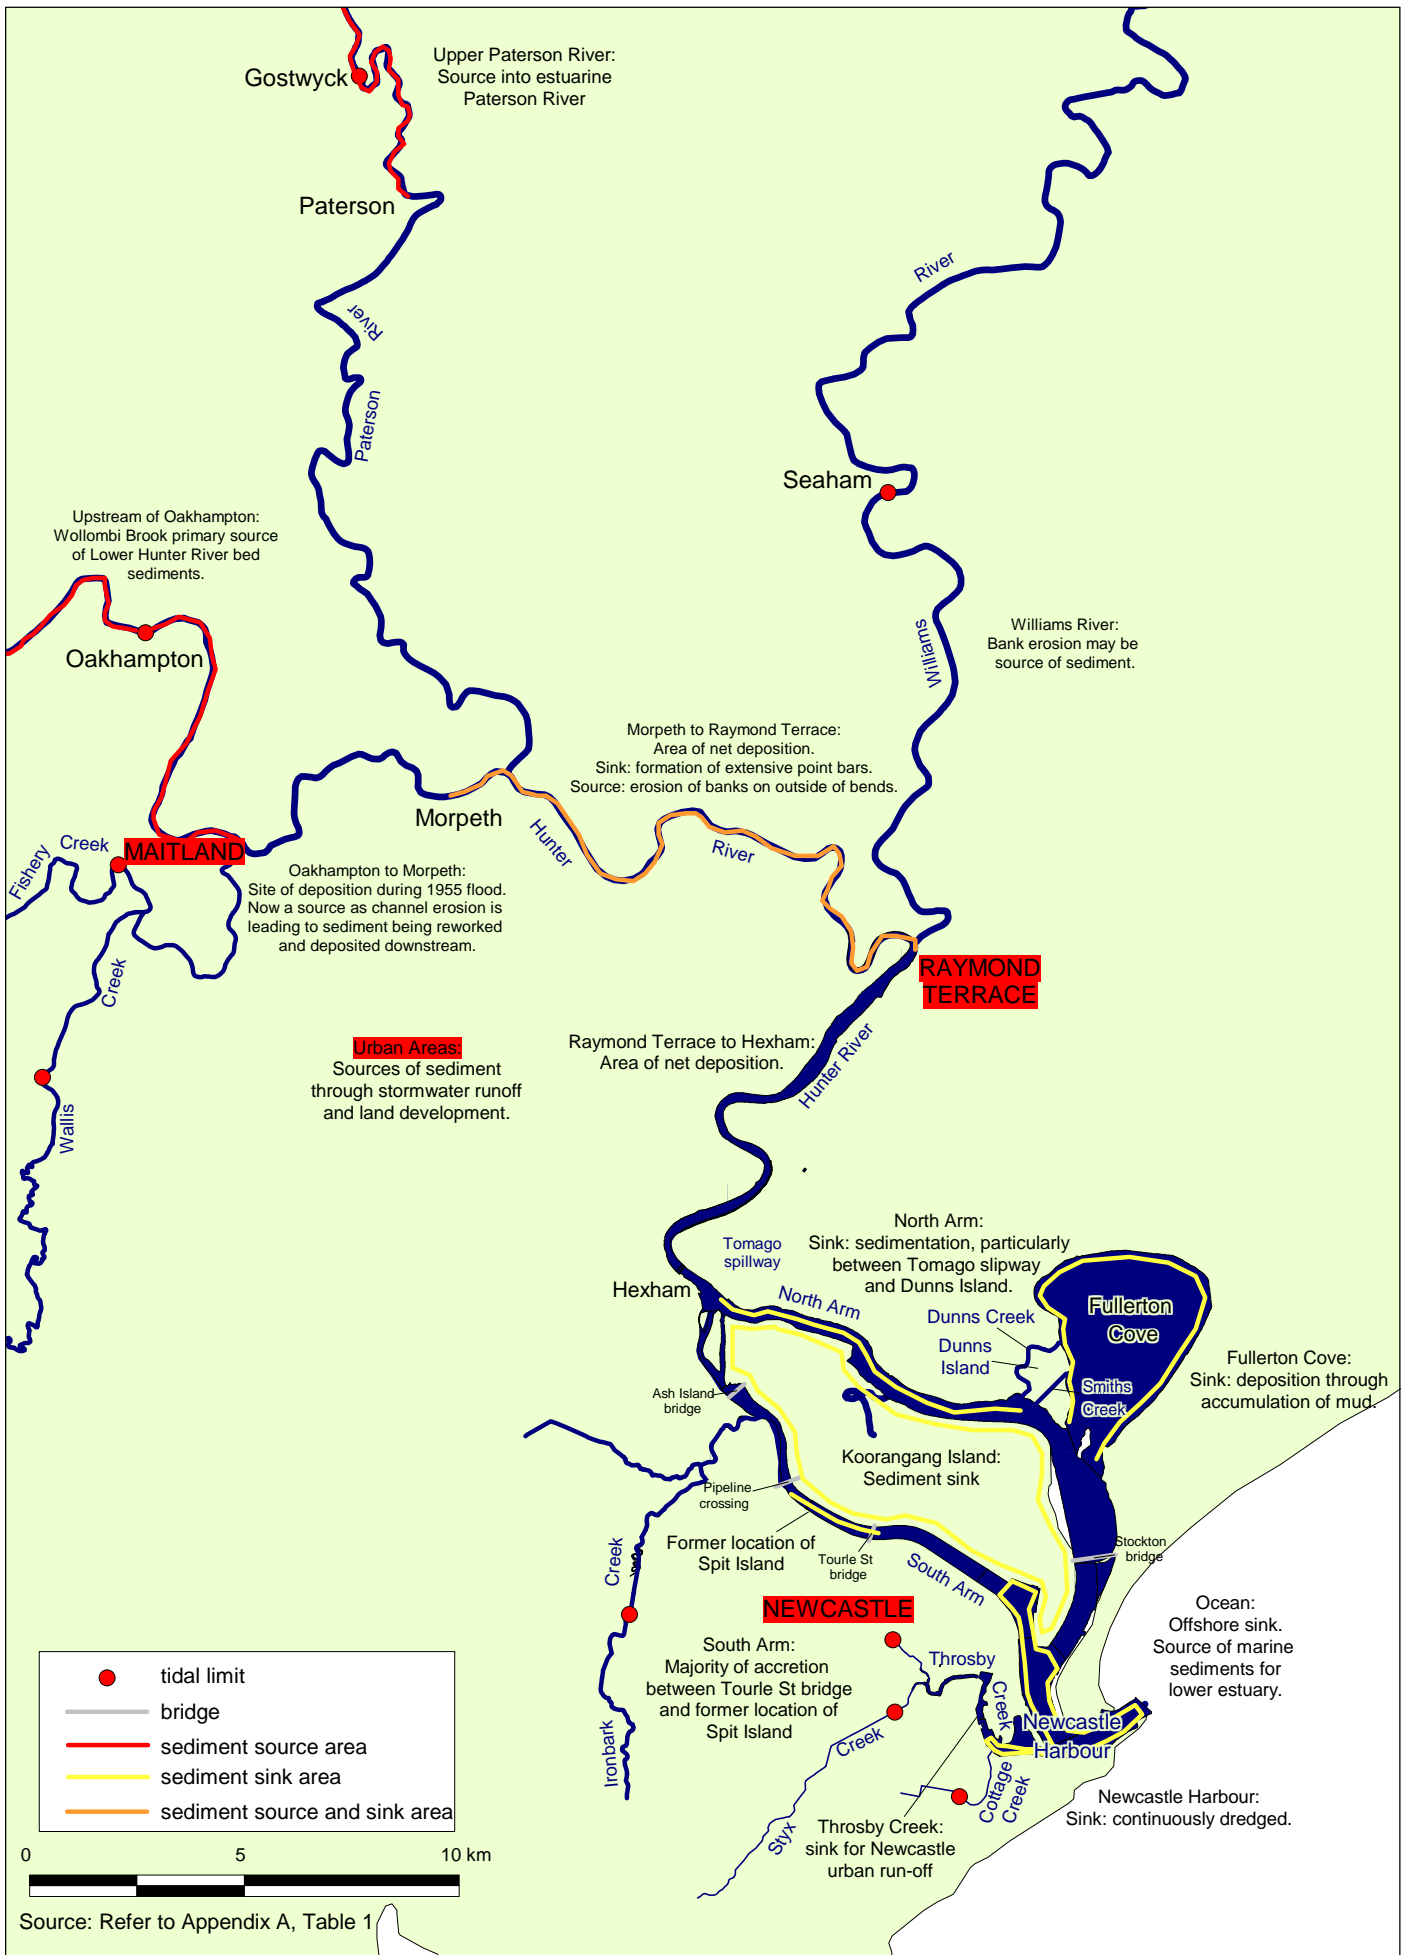 Gostwyck
Upper Paterson River:
Source into estuarine
Paterson River
Paterson
River
River
Paterson
Seaham
Upstream of Oakhampton:
Wollombi Brook primary source
of Lower Hunter River bed
sediments.
Oakhampton
Williams
Williams River:
Bank erosion may be
source of sediment.
Morpeth to Raymond Terrace:
Area of net deposition.
Sink: formation of extensive point bars.
Source: erosion of banks on outside of bends.
Morpeth
Hunter
River
Fishery
Creek
MAITLAND
Oakhampton to Morpeth:
Site of deposition during 1955 flood.
Now a source as channel erosion is
leading to sediment being reworked
and deposited downstream.
RAYMOND
TERRACE
Creek
Wallis
Urban Areas:
Sources of sediment
through stormwater runoff
and land development.
Raymond Terrace to Hexham:
Area of net deposition.
Hunter River
Tomago
spillway
North Arm:
Sink: sedimentation, particularly
between Tomago slipway
and Dunns Island.
Hexham
North Arm
Dunns Creek
Dunns
Island
Fullerton
Cove
Smiths
Creek
Fullerton Cove:
Sink: deposition through
accumulation of mud.
Ash Island
bridge
Koorangang Island:
Sediment sink
Pipeline
crossing
Former location of
Spit Island
Tourle St
bridge
South Arm
Stockton
bridge
Creek
Ironbark
NEWCASTLE
South Arm:
Majority of accretion
between Tourle St bridge
and former location of
Spit Island
Throsby
Creek
Ocean:
Offshore sink.
Source of marine
sediments for
lower estuary.
Newcastle
Harbour
Creek
Styx
Cottage
Creek
Newcastle Harbour:
Sink: continuously dredged.
Throsby Creek:
sink for Newcastle
urban run-off
tidal limit
bridge
sediment source area
sediment sink area
sediment source and sink area
0 5 10 km
Source: Refer to Appendix A, Table 1